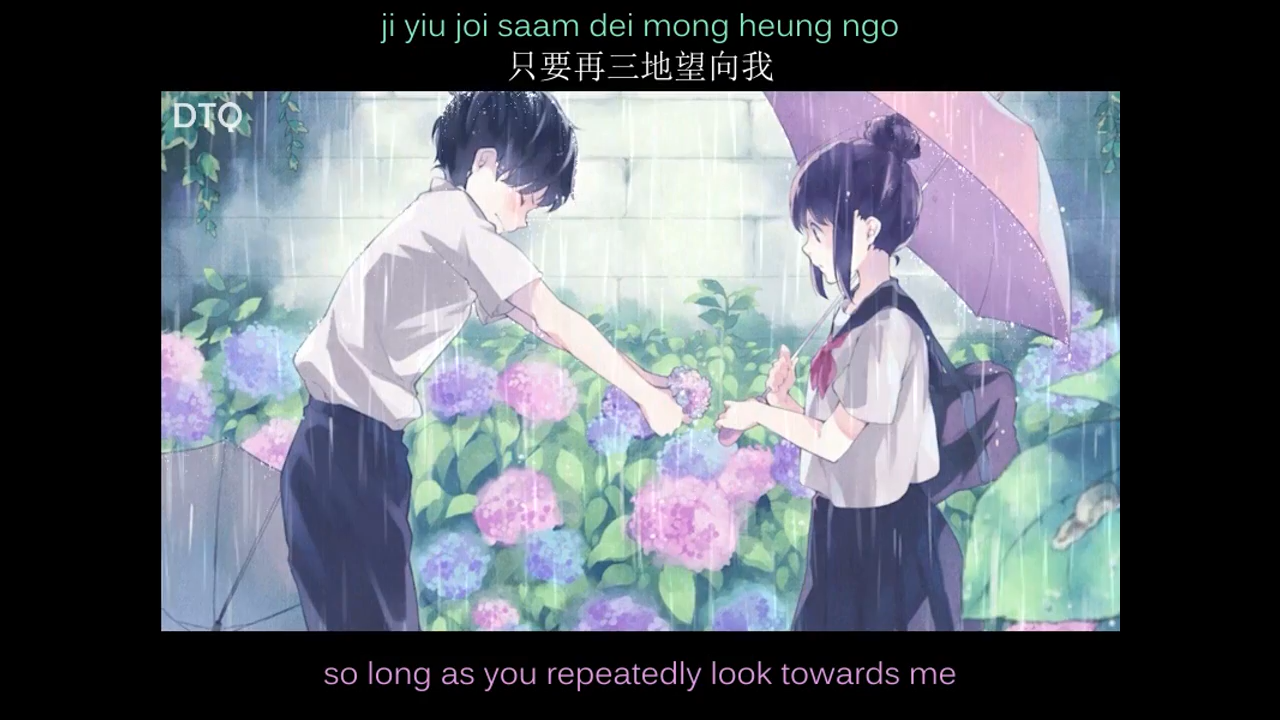 ji yiu joi saam dei mong heung ngo
只要再三地望向我
DTQ
so long as you repeatedly look towards me